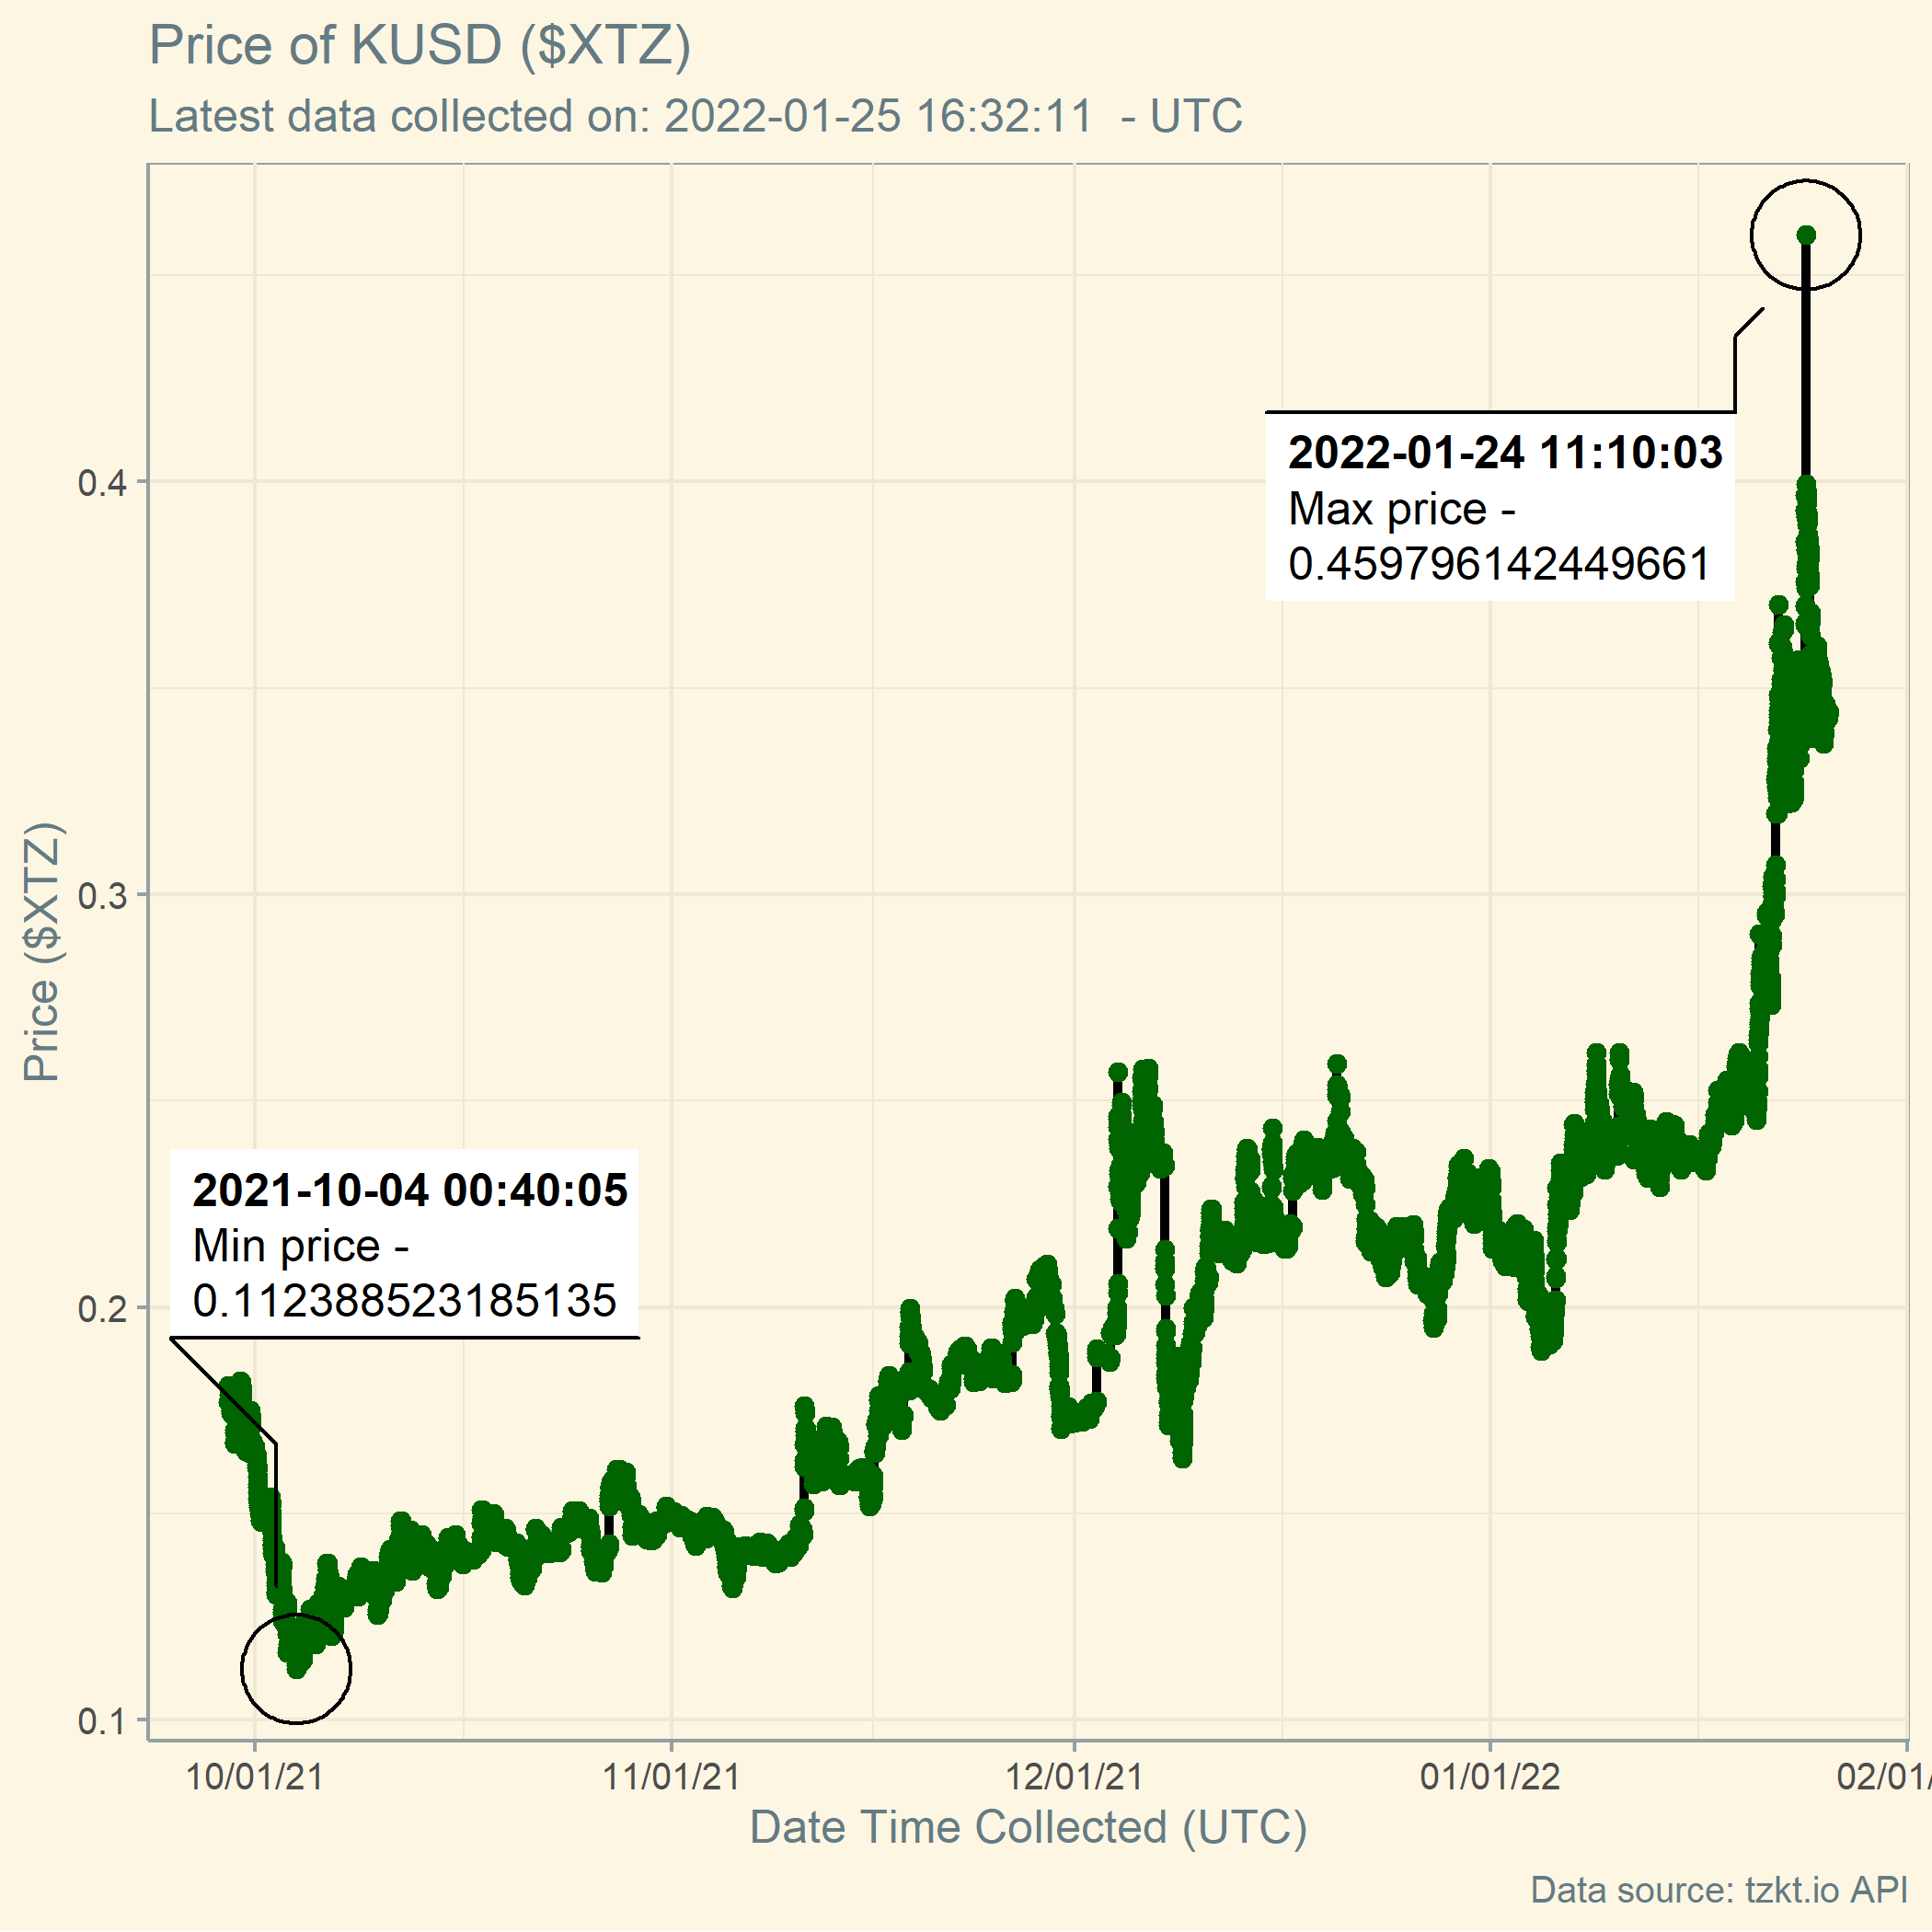 Price of KUSD ($XTZ)
Latest data collected on: 2022-01-25 16:32:11  - UTC
2022-01-24 11:10:03
Max price -
0.459796142449661
2021-10-04 00:40:05
Min price -
0.112388523185135
Price ($XTZ)
0.4
0.3
0.2
0.1
10/01/21 11/01/21 12/01/21 01/01/22 02/01/
Date Time Collected (UTC)
Data source: tzkt.io API